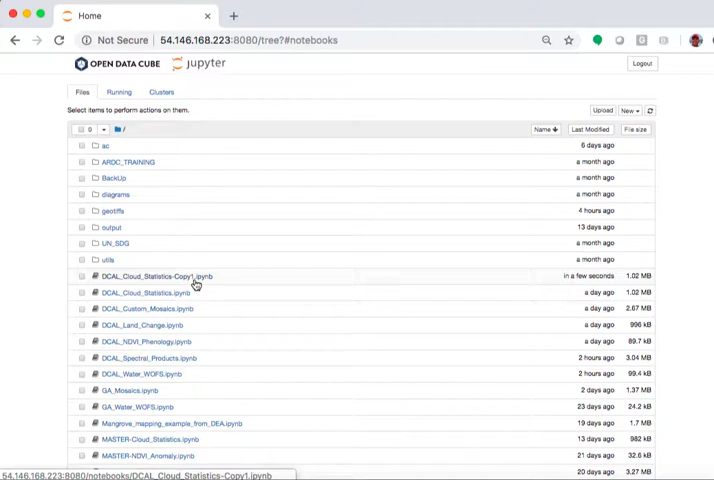 Home
Not Secure 54.146.168.223:8080/tree?#notebooks
OPEN DATA CUBE jupyter Logout
Files Running Clusters
Select items to perform actions on them.
Upload New
0 / Name Last Modified File size
ac 6 days ago
ARDC_TRAINING a month ago
BackUp a month ago
diagrams a month ago
geotiffs 4 hours ago
output 13 days ago
UN_SDG a month ago
utils a month ago
DCAL_Cloud_Statistics-Copy1.ipynb in a few seconds 1.02 MB
DCAL_Cloud_Statistics.ipynb a day ago 1.02 MB
DCAL_Custom_Mosaics.ipynb a day ago 2.67 MB
DCAL_Land_Change.ipynb a day ago 996 kB
DCAL_NDVI_Phenology.ipynb a day ago 89.7 kB
DCAL_Spectral_Products.ipynb 2 hours ago 3.04 MB
DCAL_Water_WOFS.ipynb 2 hours ago 99.4 kB
GA_Mosaics.ipynb 2 days ago 1.37 MB
GA_Water_WOFS.ipynb 23 days ago 24.2 kB
Mangrove_mapping_example_from_DEA.ipynb 19 days ago 1.7 MB
MASTER-Cloud_Statistics.ipynb 13 days ago 982 kB
MASTER-NDVI_Anomaly.ipynb 21 days ago 32.6 kB
20 days ago 3.27 MB
54.146.168.223:8080/notebooks/DCAL_Cloud_Statistics-Copy1.ipynb